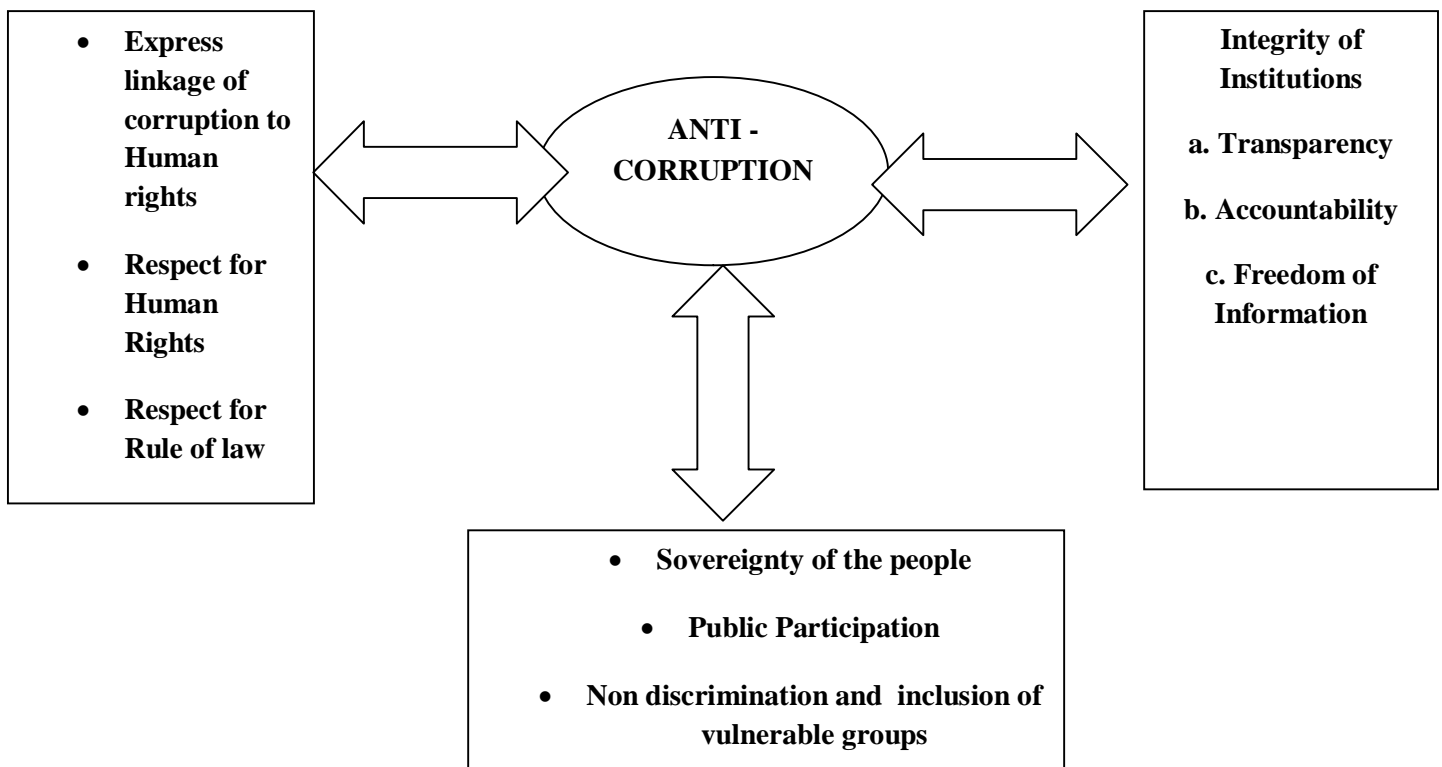 • Express
linkage of
corruption to
Human
rights
• Respect for
Human
Rights
• Respect for
Rule of law
ANTI -
CORRUPTION
Integrity of
Institutions
a. Transparency
b. Accountability
c. Freedom of
Information
• Sovereignty of the people
• Public Participation
• Non discrimination and  inclusion of
vulnerable groups